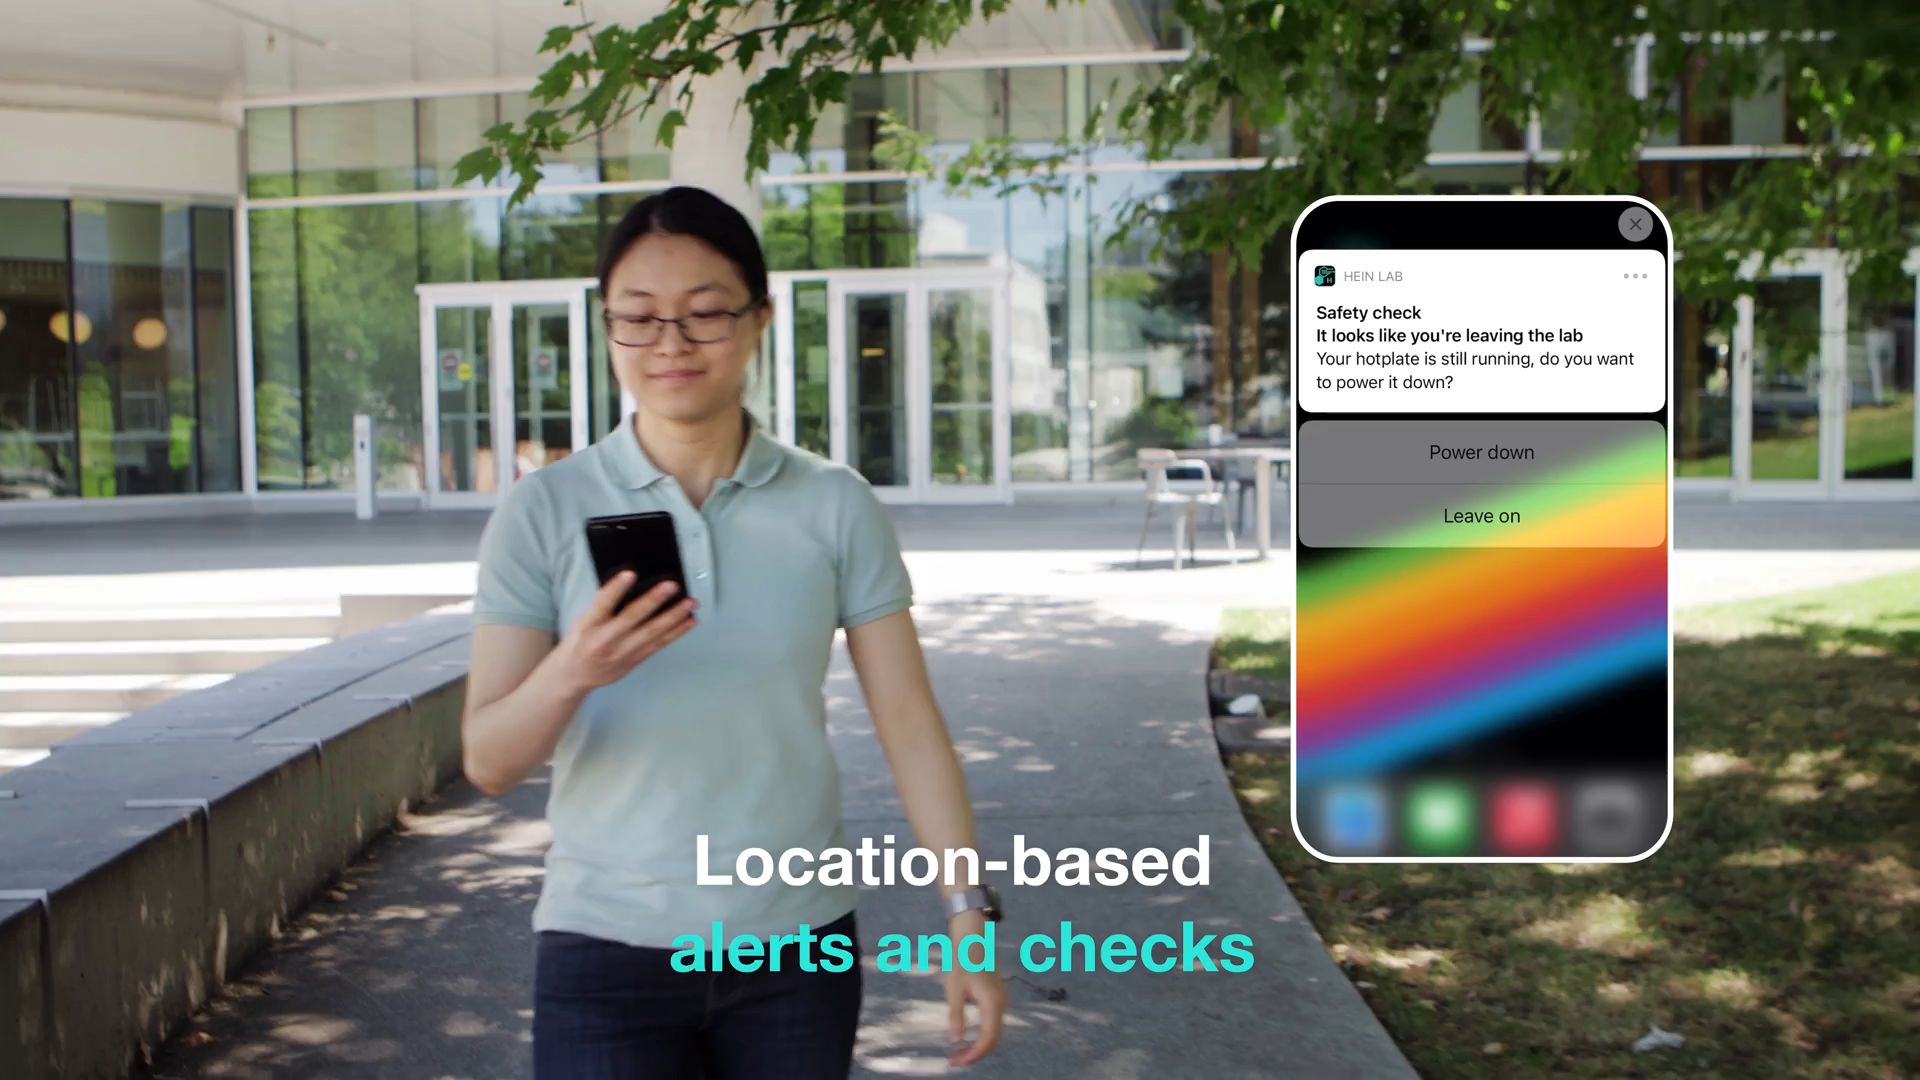 HEIN LAB
Safety check
It looks like you're leaving the lab
Your hotplate is still running, do you want
to power it down?
Power down
Leave on
Location-based
alerts and checks